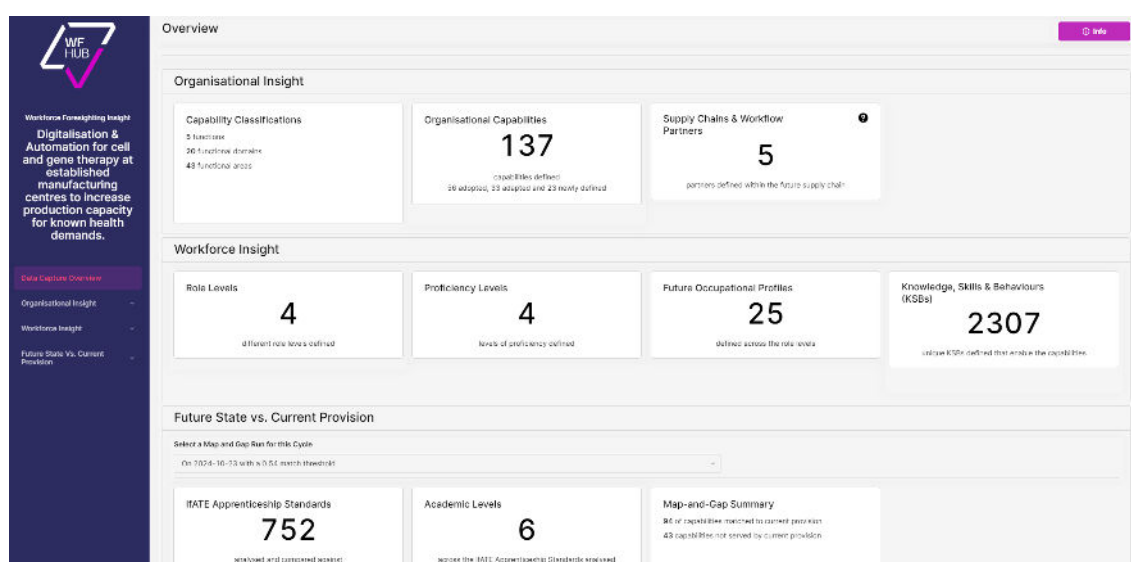 WF
HUB
Workforce Foresighting Insight
Digitalisation &
Automation for cell
and gene therapy at
established
manufacturing
centres to increase
production capacity
for known health
demands.
Data Capture Overview
Organisational Insight
Workforce Insight
Future State Vs. Current
Provision
Overview
Info
Organisational Insight
Capability Classifications
5 functions
20 functional domains
43 functional areas
Organisational Capabilities
137
capabilities defined
56 adopted, 33 adapted and 23 newly defined
Supply Chains & Workflow
Partners
5
partners defined within the future supply chain
Workforce Insight
Role Levels
4
different role levels defined
Proficiency Levels
4
levels of proficiency defined
Future Occupational Profiles
25
defined across the role levels
Knowledge, Skills & Behaviours
(KSBs)
2307
unique KSBs defined that enable the capabilities
Future State vs. Current Provision
Select a Map and Gap Run for this Cycle
On 2024-10-23 with a 0.54 match threshold
IfATE Apprenticeship Standards
752
analysed and compared against
Academic Levels
6
across the IfATE Apprenticeship Standards analysed
Map-and-Gap Summary
94 of capabilities matched to current provision
43 capabilities not served by current provision